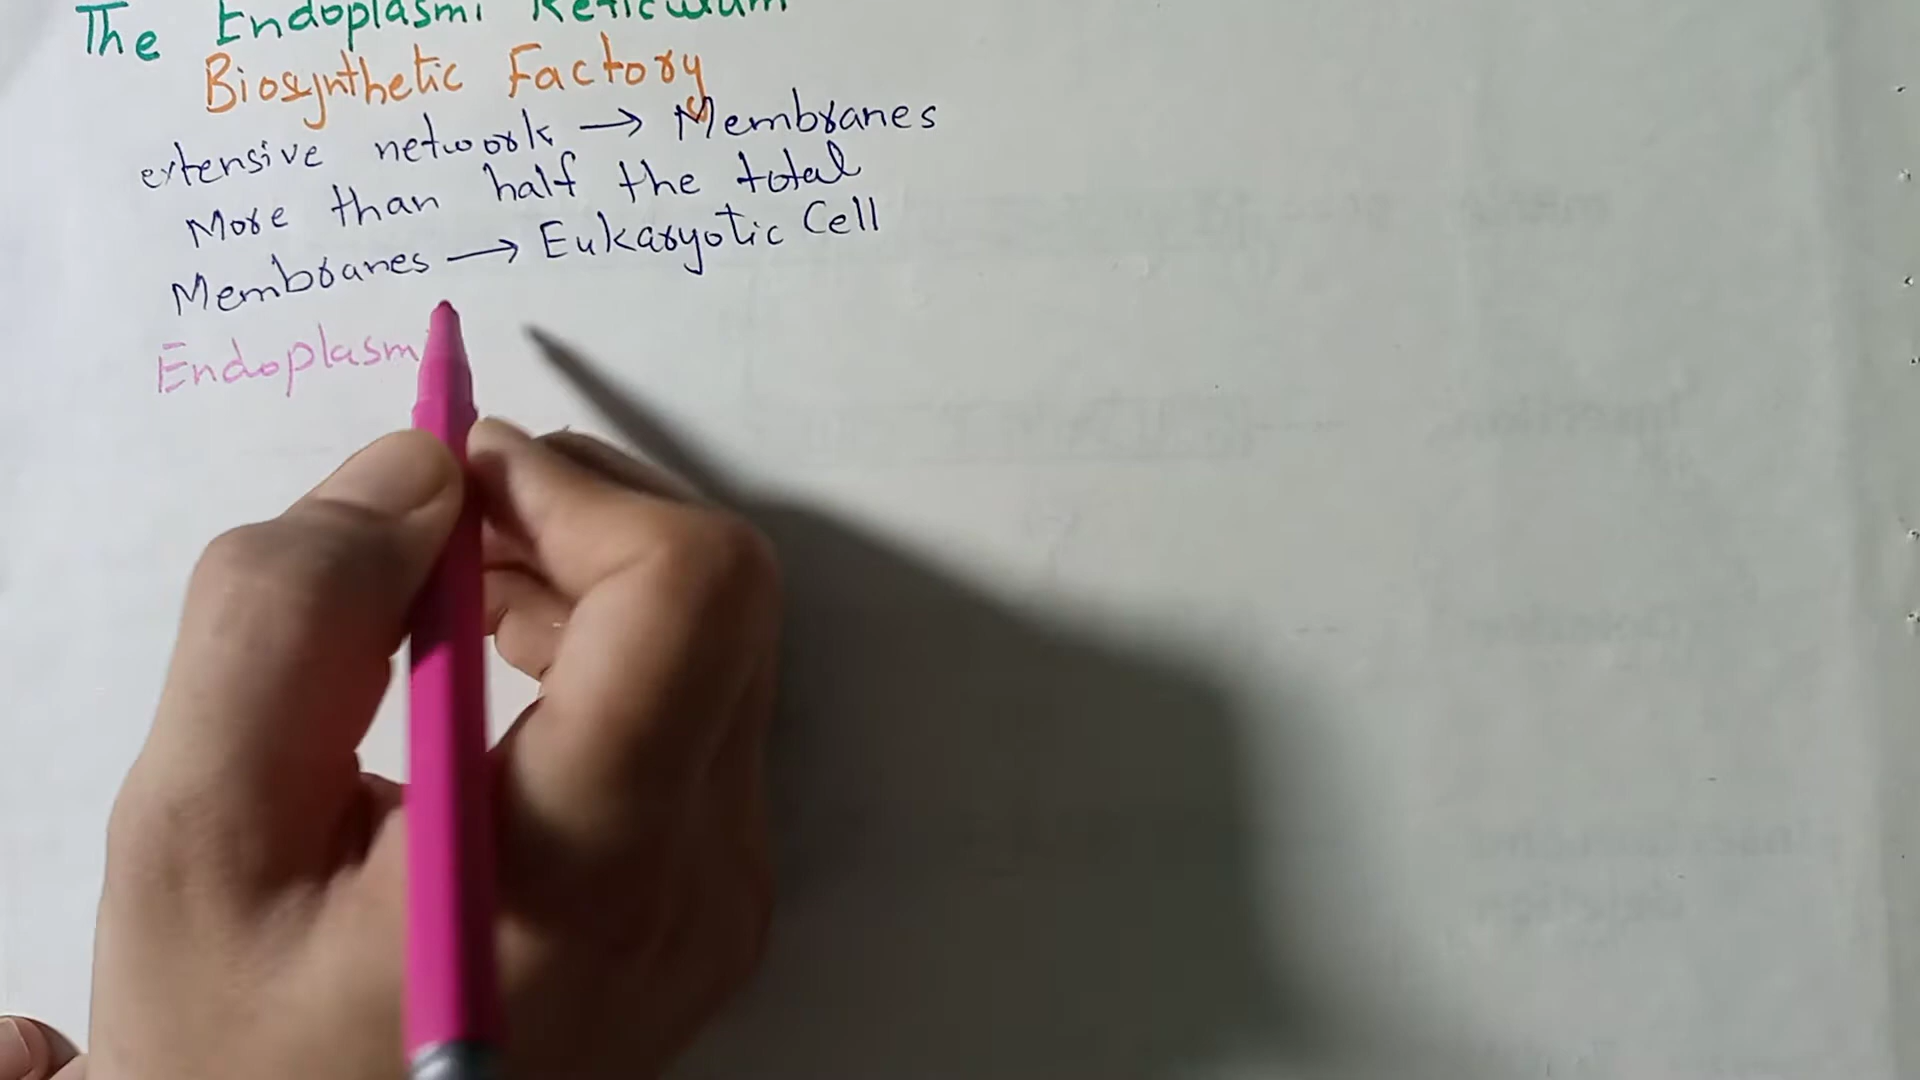 The Endoplasmi Reticulum
Biosynthetic Factory
extensive network → Membranes
More than half the total
Membranes → Eukaryotic Cell
Endoplasm